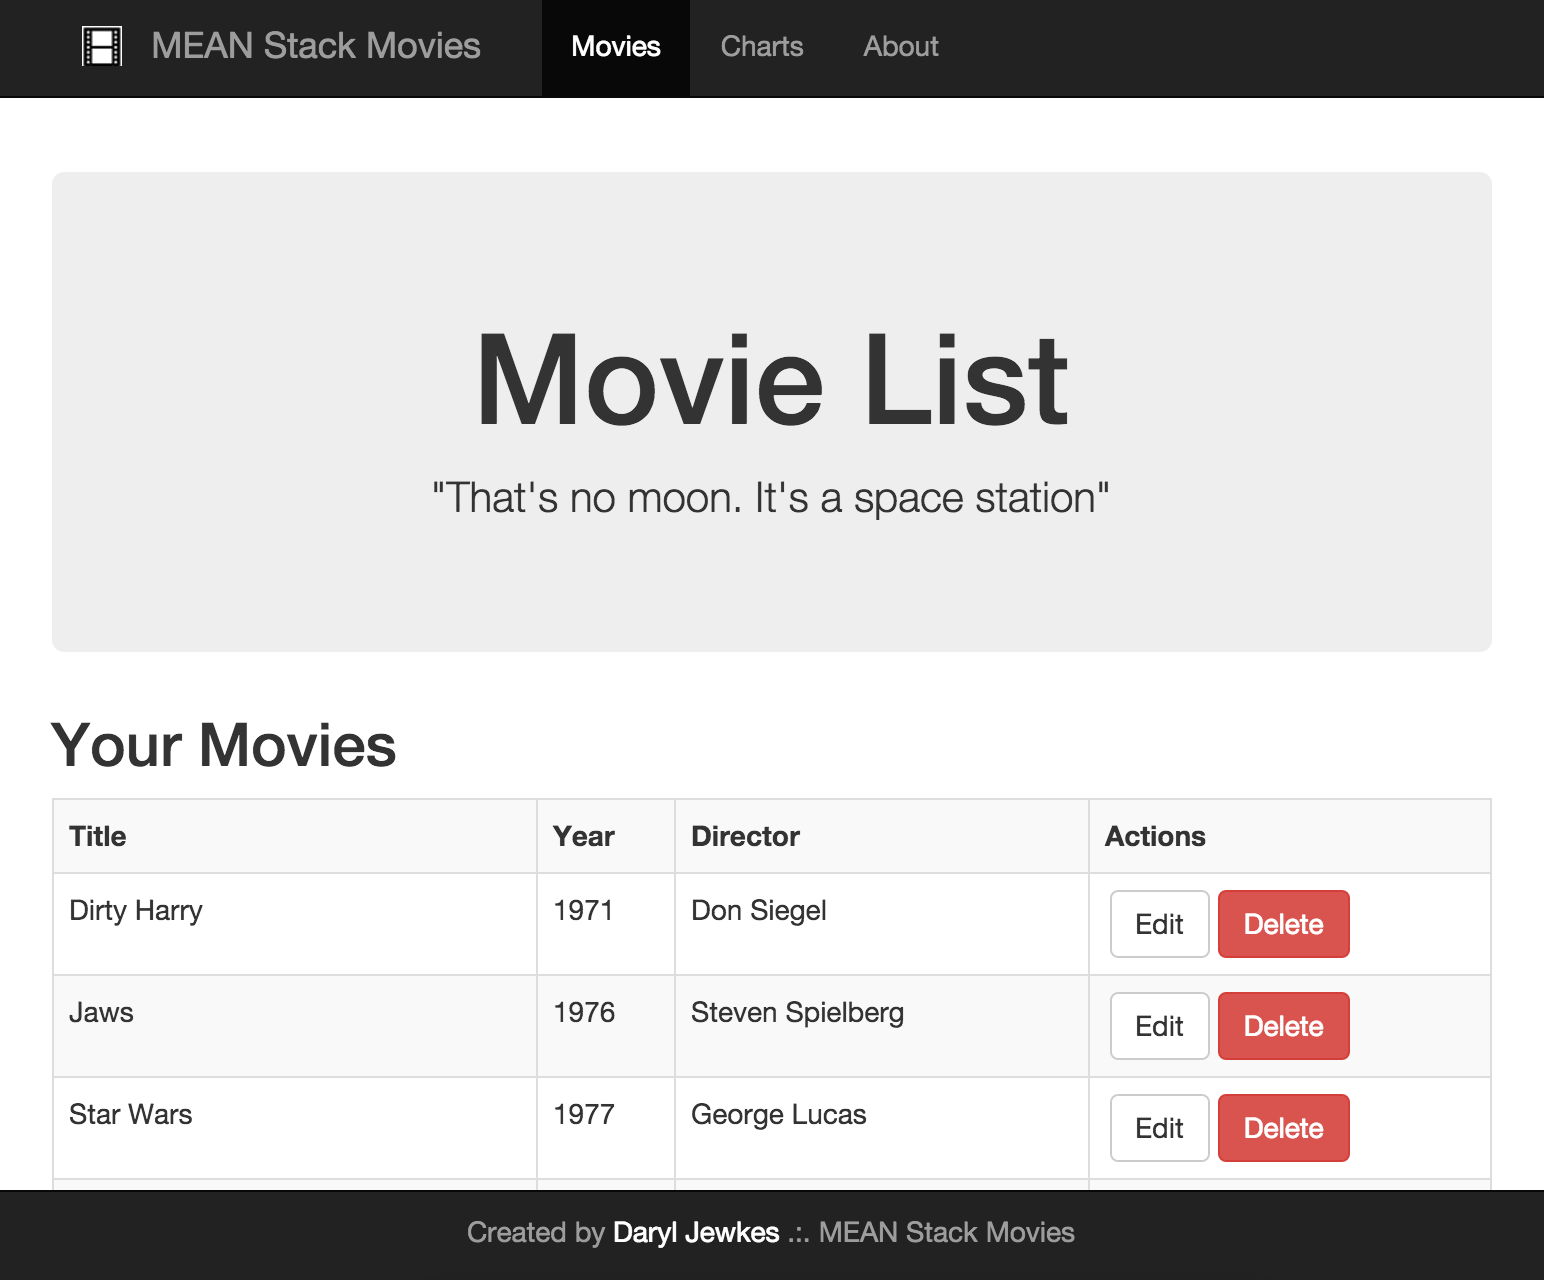 MEAN Stack Movies Movies Charts About
Movie List
"That's no moon. It's a space station"
Your Movies
Title Year Director Actions
Dirty Harry 1971 Don Siegel Edit Delete
Jaws 1976 Steven Spielberg Edit Delete
Star Wars 1977 George Lucas Edit Delete
Created by Daryl Jewkes .:. MEAN Stack Movies